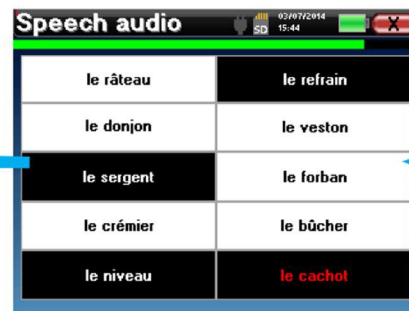 Speech audio
SD
03/07/2014
15:44
X
le râteau
le refrain
le donjon
le veston
le sergent
le forban
le crémier
le bûcher
le niveau
le cachot